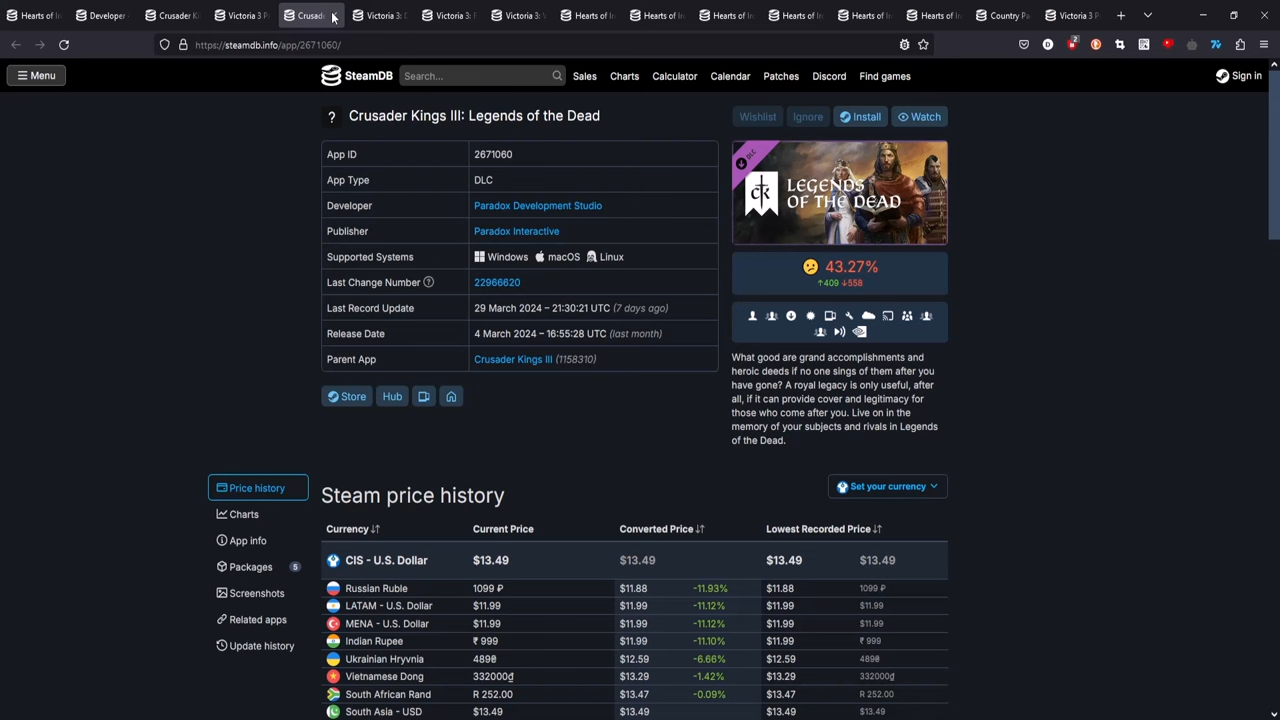 Hearts of In
Developer
Crusader Ki
Victoria 3 P
Crusad
Victoria 3: D
Victoria 3: 
Victoria 3: V
Hearts of In
Hearts of In
Hearts of In
Hearts of In
Hearts of In
Hearts of In
Country Pa
Victoria 3 P
https://steamdb.info/app/2671060/
2
Menu
SteamDB
Search...
Sales
Charts
Calculator
Calendar
Patches
Discord
Find games
Sign in
? Crusader Kings III: Legends of the Dead
Wishlist
Ignore
Install
Watch
App ID 2671060
App Type DLC
Developer Paradox Development Studio
Publisher Paradox Interactive
Supported Systems Windows macOS Linux
Last Change Number 22966620
Last Record Update 29 March 2024 – 21:30:21 UTC (7 days ago)
Release Date 4 March 2024 – 16:55:28 UTC (last month)
Parent App Crusader Kings III (1158310)
Store
Hub
DLC
CK
LEGENDS
OF THE DEAD
43.27%
↑409 ↓558
What good are grand accomplishments and
heroic deeds if no one sings of them after you
have gone? A royal legacy is only useful, after
all, if it can provide cover and legitimacy for
those who come after you. Live on in the
memory of your subjects and rivals in Legends
of the Dead.
Price history
Charts
App info
Packages 5
Screenshots
Related apps
Update history
Steam price history
Set your currency
Currency Current Price Converted Price Lowest Recorded Price
CIS - U.S. Dollar $13.49 $13.49 $13.49 $13.49
Russian Ruble 1099 ₽ $11.88 -11.93% $11.88 1099 ₽
LATAM - U.S. Dollar $11.99 $11.99 -11.12% $11.99 $11.99
MENA - U.S. Dollar $11.99 $11.99 -11.12% $11.99 $11.99
Indian Rupee ₹ 999 $11.99 -11.10% $11.99 ₹ 999
Ukrainian Hryvnia 489₴ $12.59 -6.66% $12.59 489₴
Vietnamese Dong 332000₫ $13.29 -1.42% $13.29 332000₫
South African Rand R 252.00 $13.47 -0.09% $13.47 R 252.00
South Asia - USD $13.49 $13.49 $13.49 $13.49